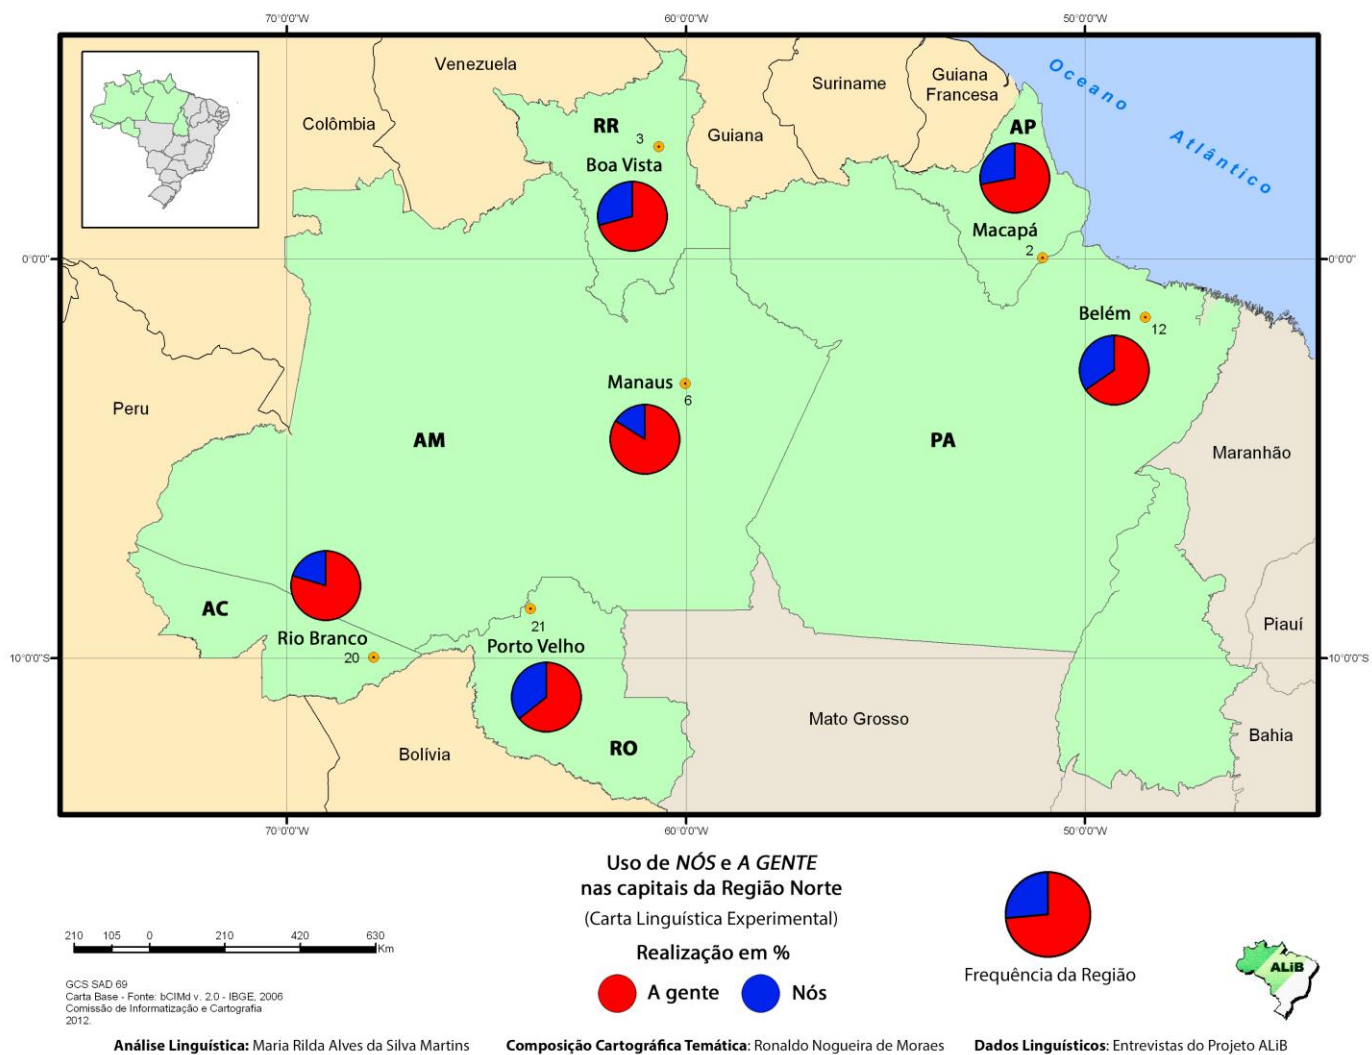 70°0'0"W
60°0'0"W
50°0'0"W
Oceano Atlântico
Venezuela
Suriname
Guiana
Francesa
Colômbia
RR
3
Guiana
AP
Boa Vista
Macapá
2
0°0'0"
0°0'0"
Belém
12
Manaus
6
Peru
AM
PA
Maranhão
AC
21
Piauí
Rio Branco
20
Porto Velho
10°0'0"S
10°0'0"S
Mato Grosso
RO
Bahia
Bolívia
70°0'0"W
60°0'0"W
50°0'0"W
Uso de NÓS e A GENTE
nas capitais da Região Norte
(Carta Linguística Experimental)
Realização em %
A gente
Nós
Frequência da Região
ALiB
210 105 0 210 420 630
Km
GCS SAD 69
Carta Base - Fonte: bCIMd v. 2.0 - IBGE, 2006
Comissão de Informatização e Cartografia
2012.
Análise Linguística: Maria Rilda Alves da Silva Martins
Composição Cartográfica Temática: Ronaldo Nogueira de Moraes
Dados Linguísticos: Entrevistas do Projeto ALiB